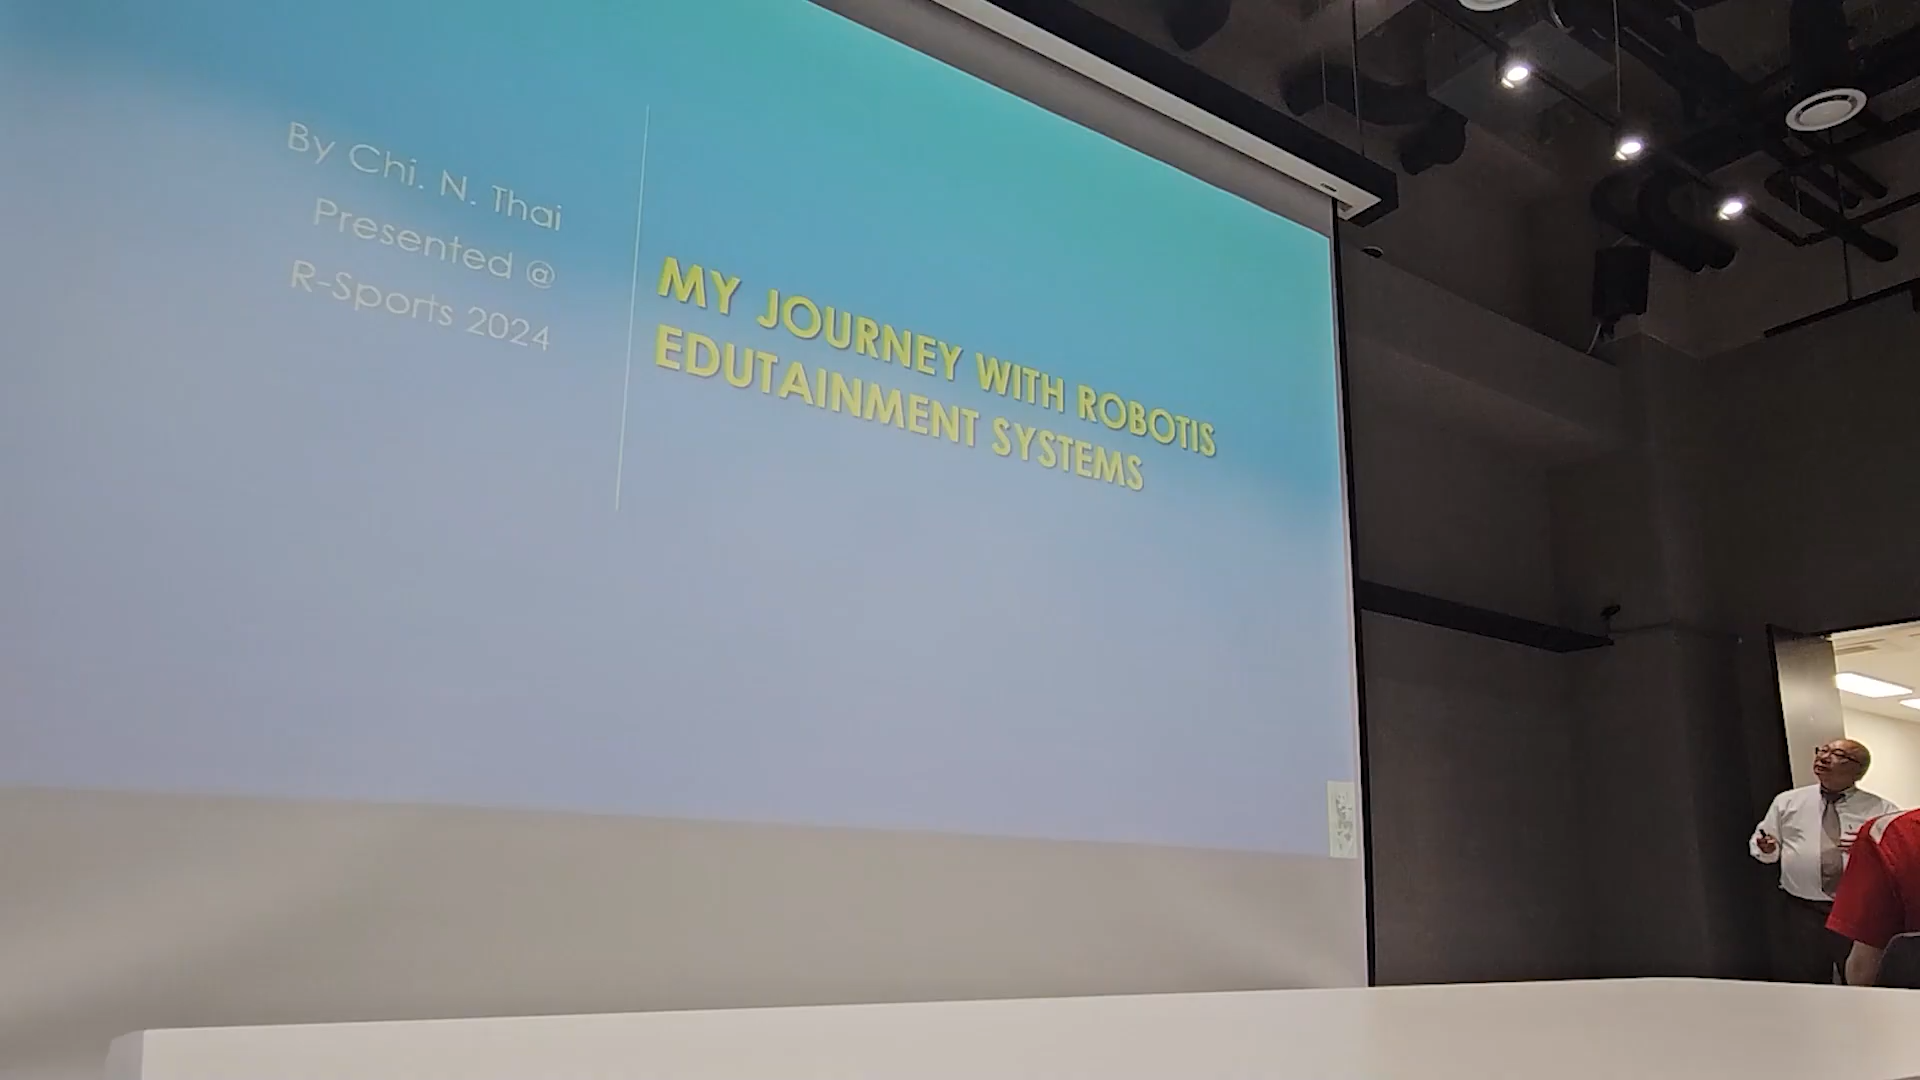 By Chi. N. Thai
Presented @
R-Sports 2024
MY JOURNEY WITH ROBOTIS
EDUTAINMENT SYSTEMS